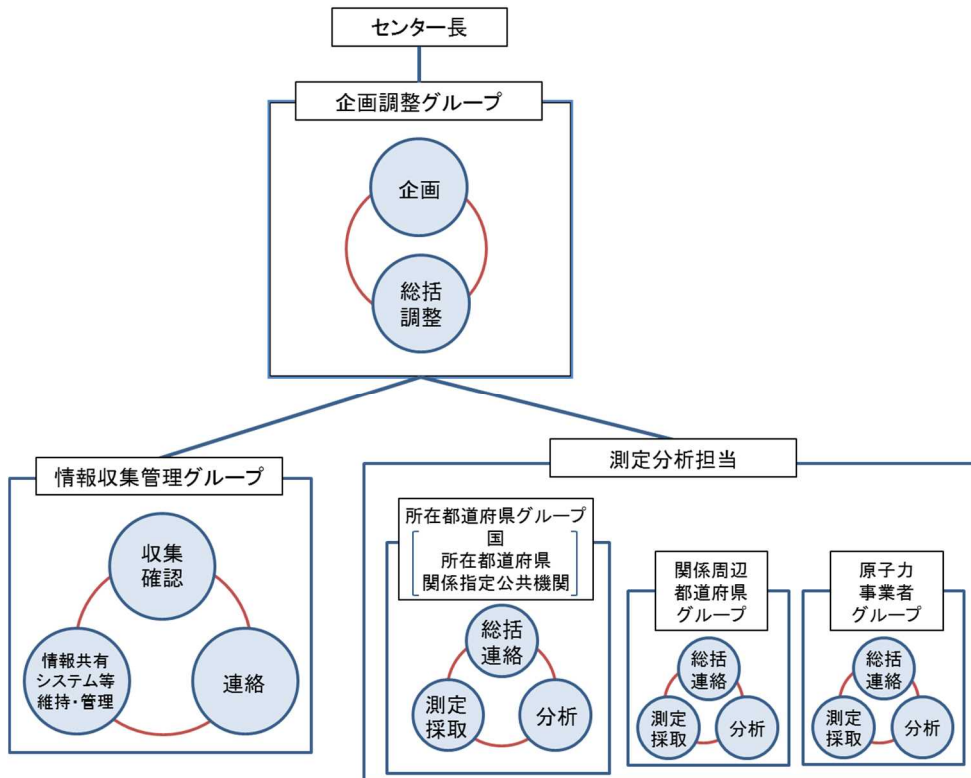 センター長
企画調整グループ
企画
総括
調整
情報収集管理グループ
収集
確認
情報共有
システム等
維持・管理
連絡
測定分析担当
所在都道府県グループ
国
所在都道府県
関係指定公共機関
総括
連絡
測定
採取
分析
関係周辺
都道府県
グループ
総括
連絡
測定
採取
分析
原子力
事業者
グループ
総括
連絡
測定
採取
分析